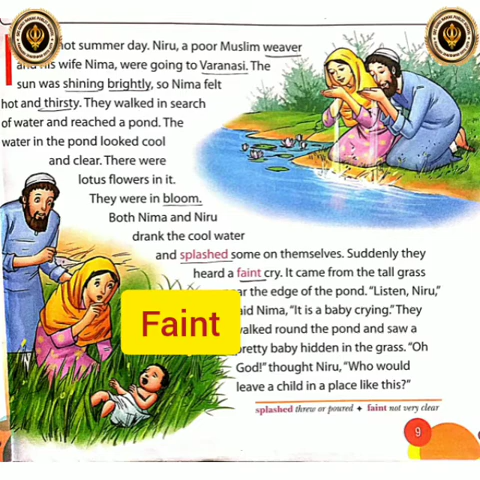 hot summer day. Niru, a poor Muslim weaver
and his wife Nima, were going to Varanasi. The
sun was shining brightly, so Nima felt
hot and thirsty. They walked in search
of water and reached a pond. The
water in the pond looked cool
and clear. There were
lotus flowers in it.
They were in bloom.
Both Nima and Niru
drank the cool water
and splashed some on themselves. Suddenly they
heard a faint cry. It came from the tall grass
the edge of the pond. "Listen, Niru,"
Nima, "It is a baby crying." They
walked round the pond and saw a
pretty baby hidden in the grass. "Oh
God!" thought Niru, "Who would
leave a child in a place like this?"
Faint
splashed threw or poured + faint not very clear
9